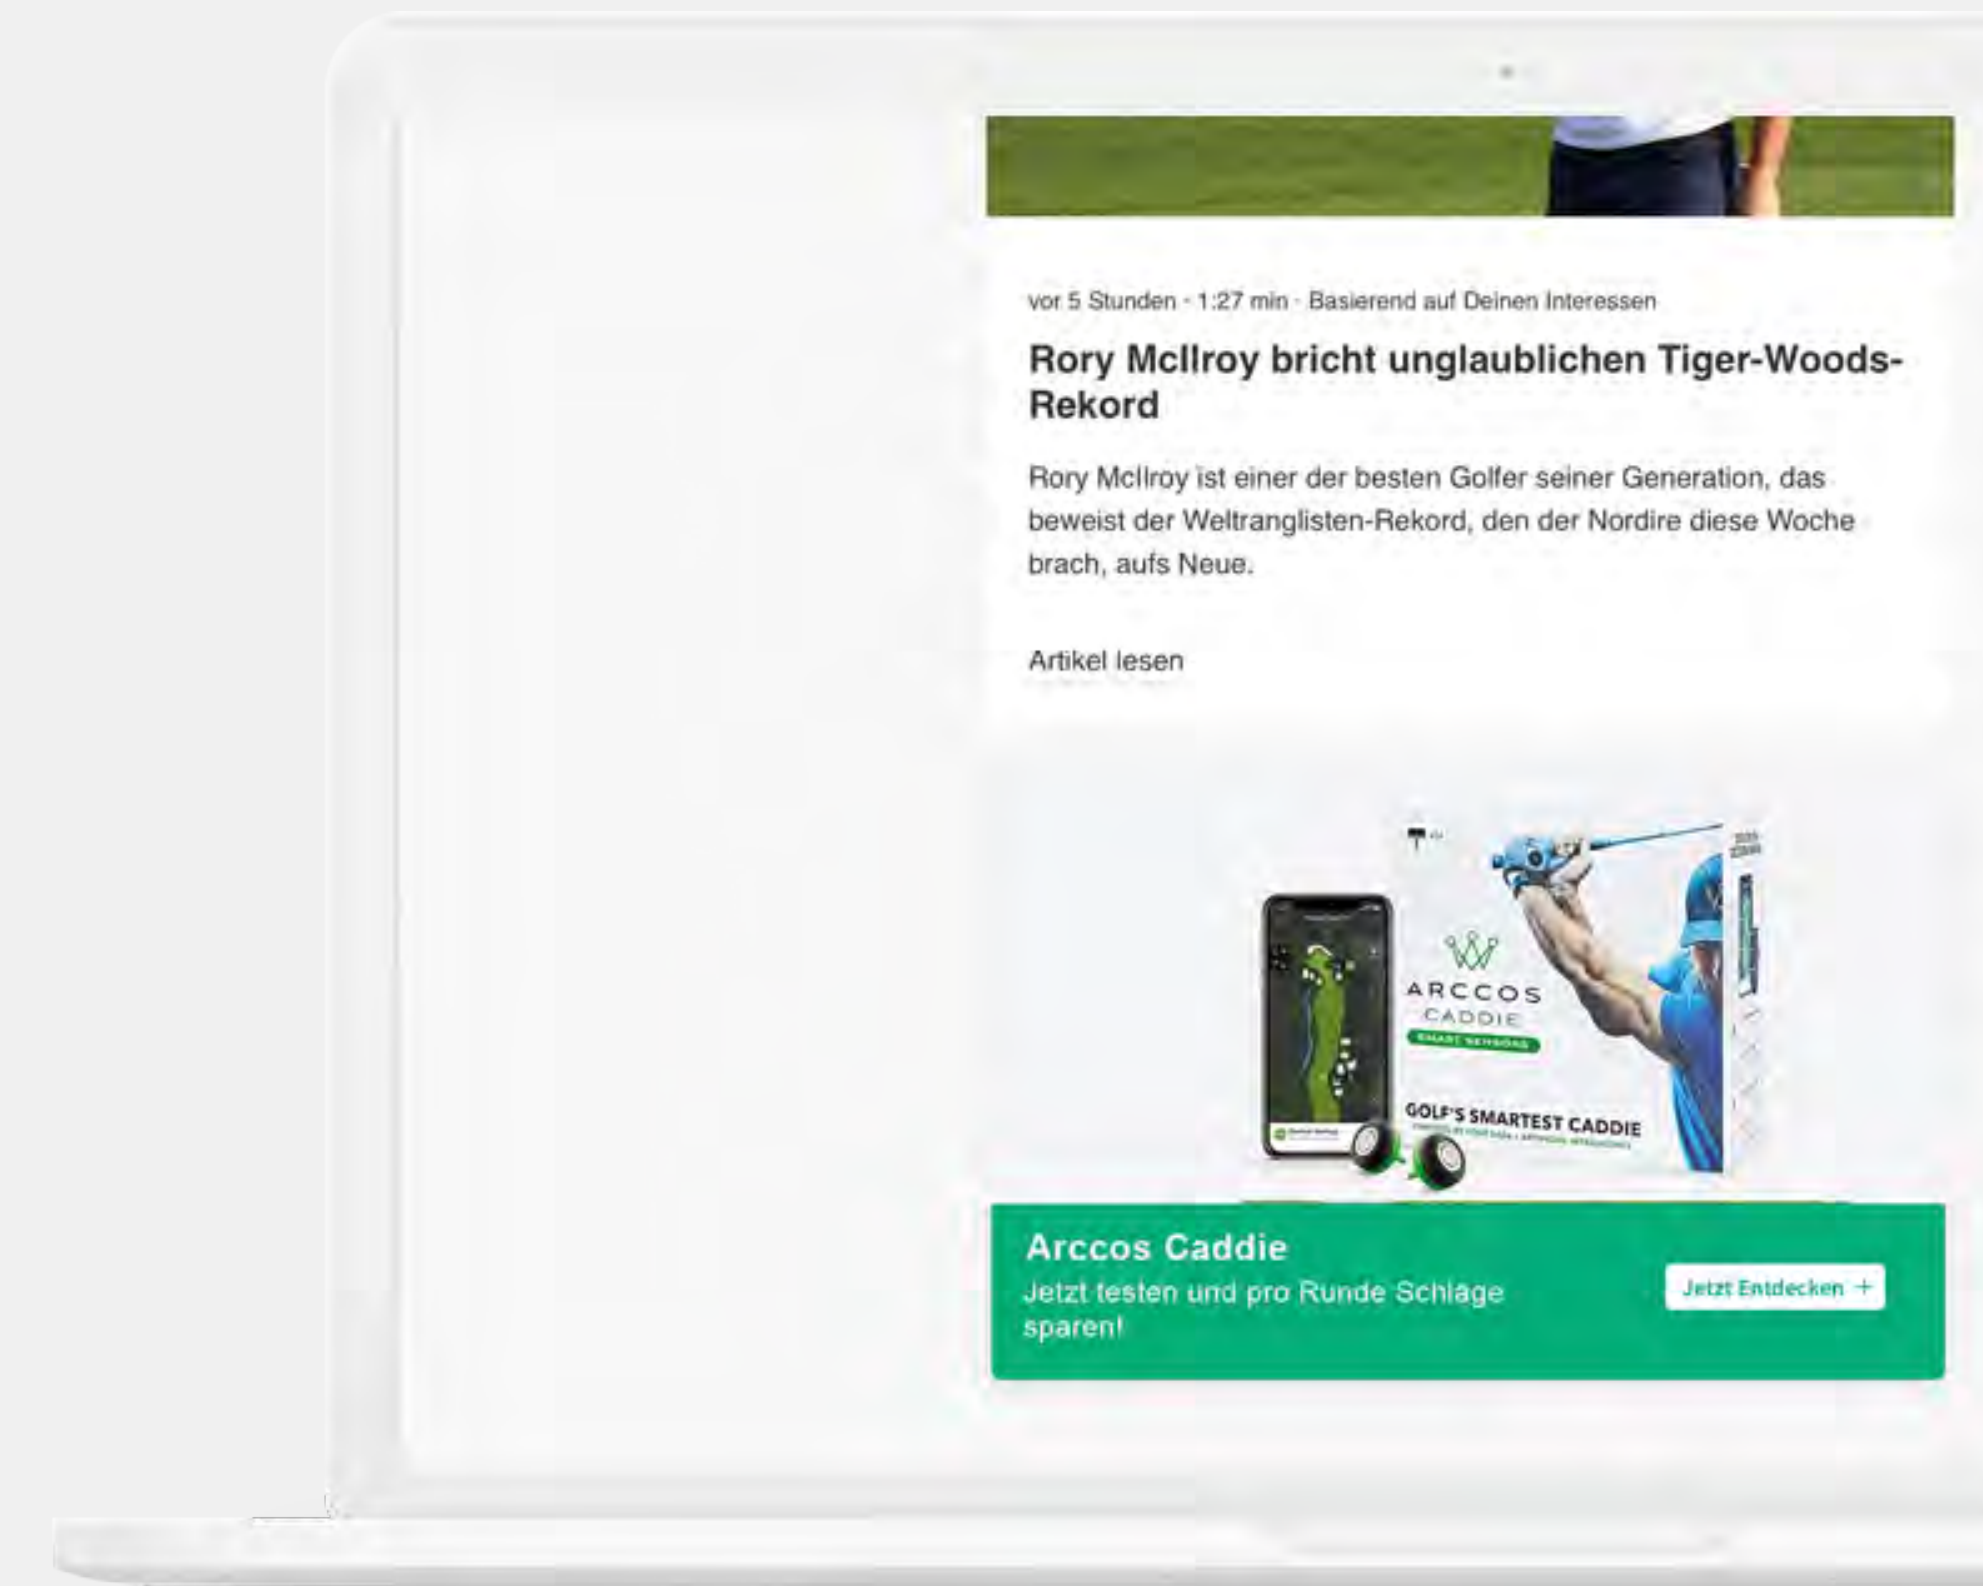 vor 5 Stunden · 1:27 min · Basierend auf Deinen Interessen
Rory McIlroy bricht unglaublichen Tiger-Woods-
Rekord
Rory McIlroy ist einer der besten Golfer seiner Generation, das
beweist der Weltranglisten-Rekord, den der Nordire diese Woche
brach, aufs Neue.
Artikel lesen
ARCCOS
CADDIE
SMART SENSORS
GOLF'S SMARTEST CADDIE
Arccos Caddie
Jetzt testen und pro Runde Schläge
sparen!
Jetzt Entdecken +